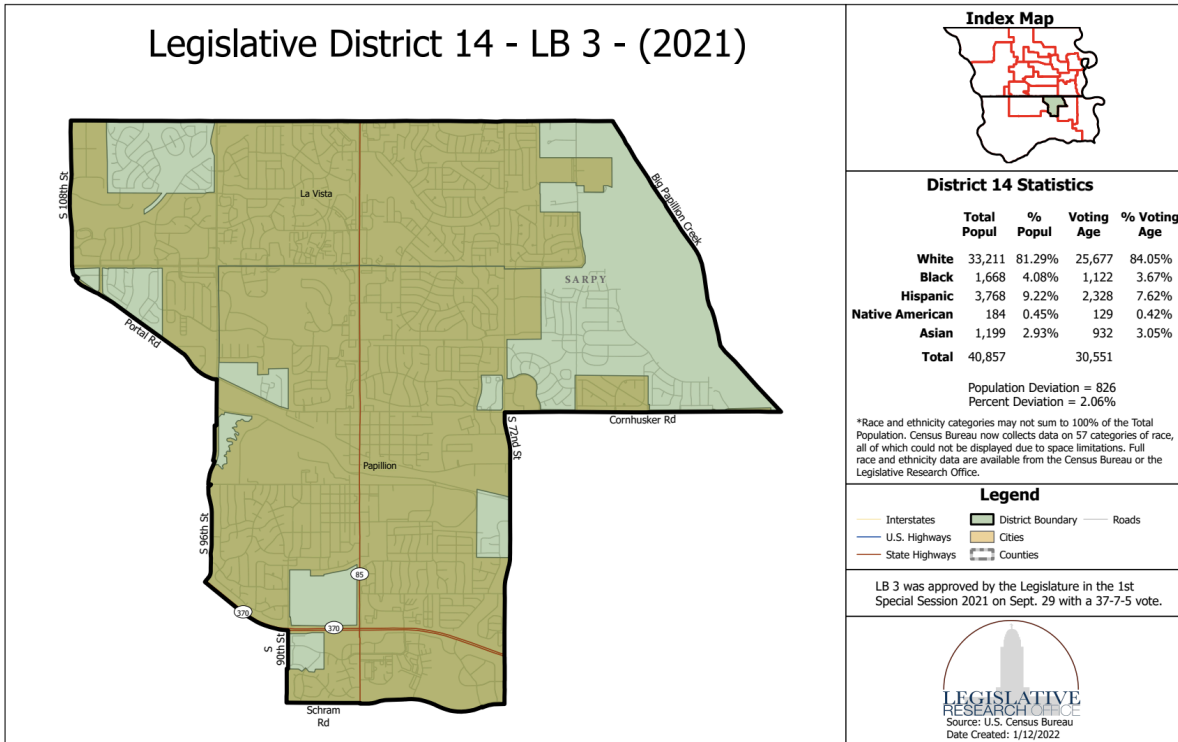 Legislative District 14 - LB 3 - (2021)
S 108th St
La Vista
Big Papillion Creek
SARPY
Portal Rd
Cornhusker Rd
S 72nd St
Papillion
S 96th St
85
370
370
S
90th St
Schram
Rd
Index Map
District 14 Statistics
Total Popul % Popul Voting Age % Voting Age
White 33,211 81.29% 25,677 84.05%
Black 1,668 4.08% 1,122 3.67%
Hispanic 3,768 9.22% 2,328 7.62%
Native American 184 0.45% 129 0.42%
Asian 1,199 2.93% 932 3.05%
Total 40,857 30,551
Population Deviation = 826
Percent Deviation = 2.06%
*Race and ethnicity categories may not sum to 100% of the Total
Population. Census Bureau now collects data on 57 categories of race,
all of which could not be displayed due to space limitations. Full
race and ethnicity data are available from the Census Bureau or the
Legislative Research Office.
Legend
Interstates District Boundary Roads
U.S. Highways Cities
State Highways Counties
LB 3 was approved by the Legislature in the 1st
Special Session 2021 on Sept. 29 with a 37-7-5 vote.
LEGISLATIVE
RESEARCH OFFICE
Source: U.S. Census Bureau
Date Created: 1/12/2022